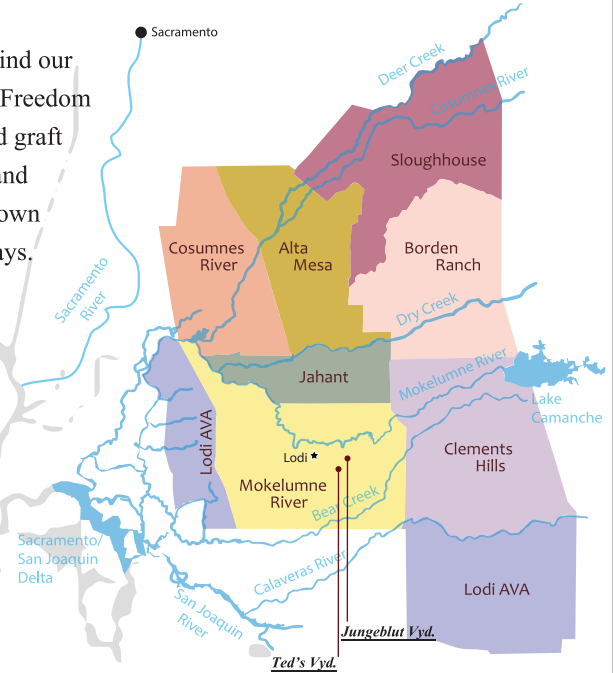 Sacramento
ind our
Freedom
d graft
and
own
ays.
Deer Creek
Cosumnes River
Sloughhouse
Cosumnes
River
Alta
Mesa
Borden
Ranch
Sacramento
River
Dry Creek
Jahant
Mokelumne River
Lake
Camanche
Lodi AVA
Lodi
Mokelumne
River
Clements
Hills
Bear Creek
Sacramento/
San Joaquin
Delta
Calaveras River
San Joaquin
River
Lodi AVA
Jungeblut Vyd.
Ted's Vyd.